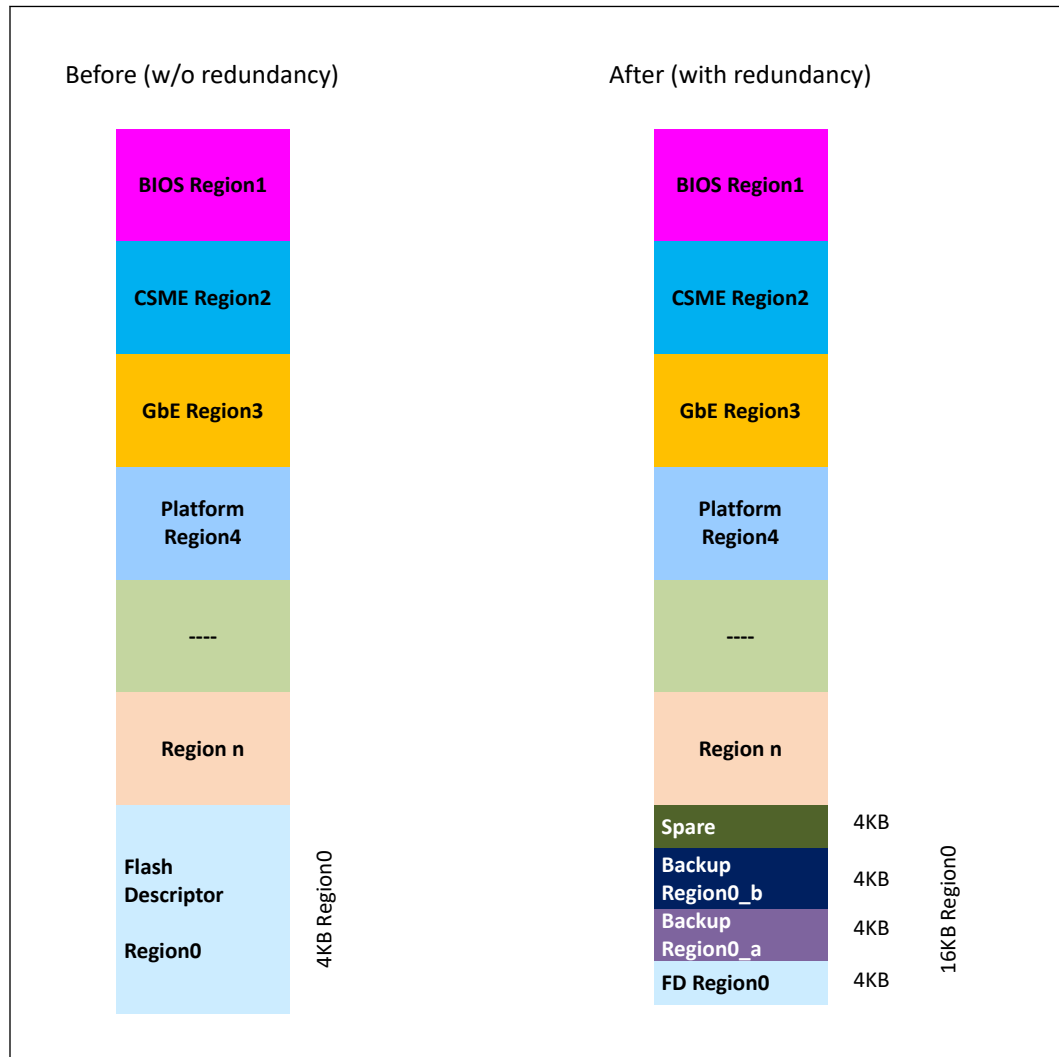 Before (w/o redundancy)
BIOS Region1
CSME Region2
GbE Region3
Platform
Region4
----
Region n
Flash
Descriptor
Region0
4KB Region0
After (with redundancy)
BIOS Region1
CSME Region2
GbE Region3
Platform
Region4
----
Region n
Spare
4KB
Backup
Region0_b
4KB
Backup
Region0_a
4KB
FD Region0
4KB
16KB Region0